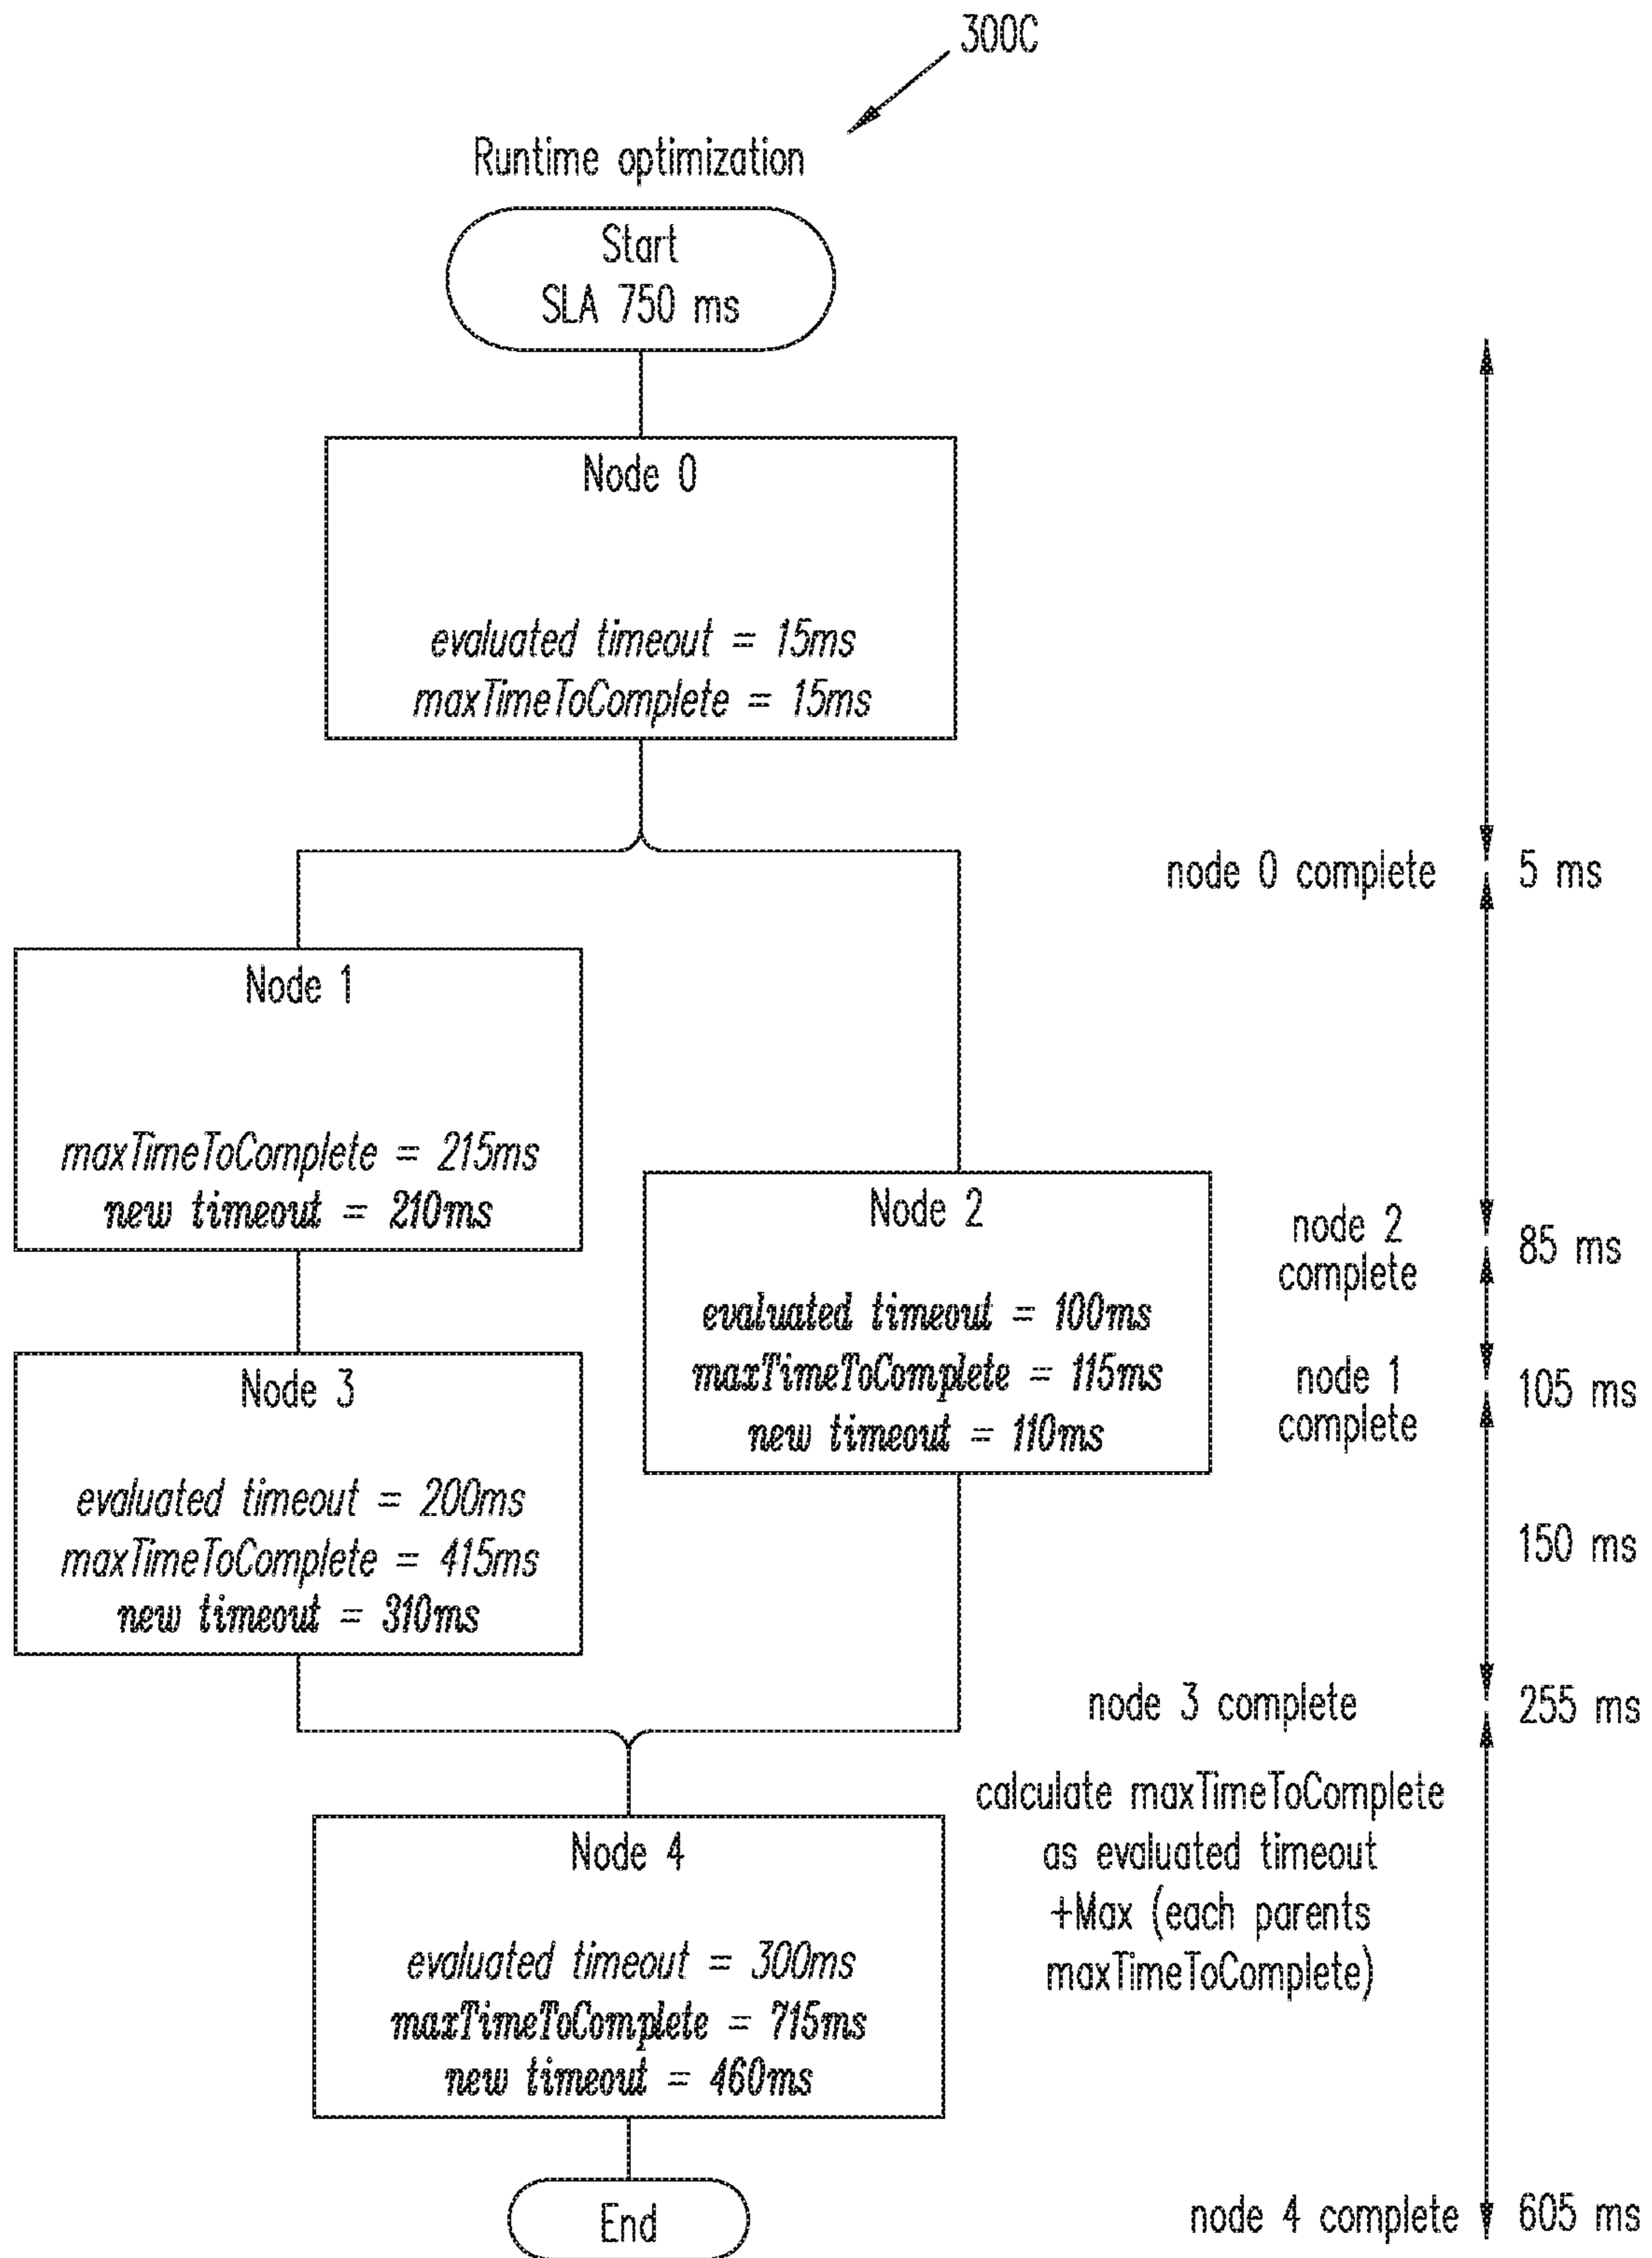 300C
Runtime optimization
Start
SLA 750 ms
Node 0
evaluated timeout = 15ms
maxTimeToComplete = 15ms
node 0 complete
5 ms
Node 1
maxTimeToComplete = 215ms
new timeout = 210ms
Node 2
evaluated timeout = 100ms
maxTimeToComplete = 115ms
new timeout = 110ms
node 2
complete
85 ms
node 1
complete
105 ms
Node 3
evaluated timeout = 200ms
maxTimeToComplete = 415ms
new timeout = 310ms
150 ms
node 3 complete
255 ms
calculate maxTimeToComplete
as evaluated timeout
+Max (each parents
maxTimeToComplete)
Node 4
evaluated timeout = 300ms
maxTimeToComplete = 715ms
new timeout = 460ms
End
node 4 complete
605 ms